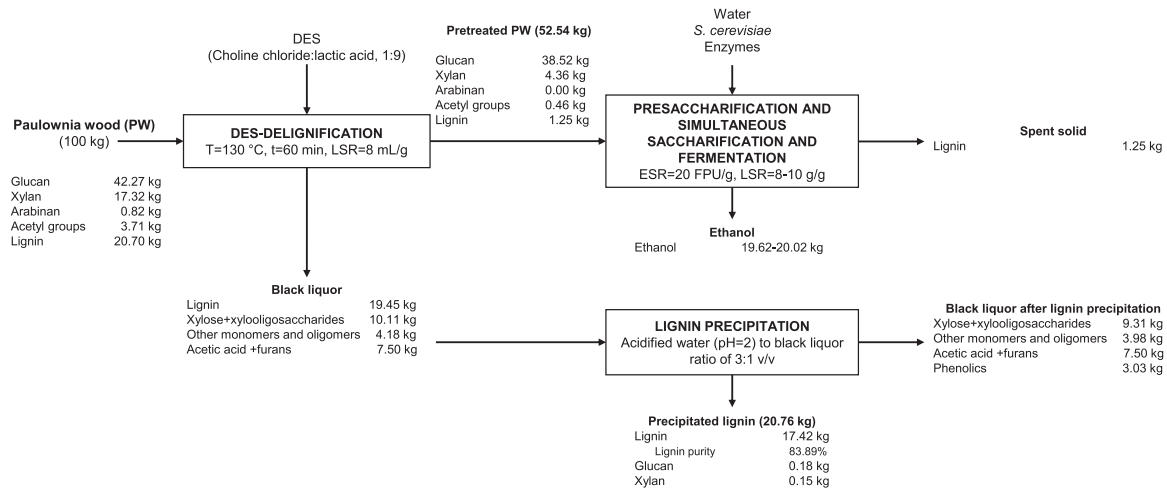 DES
(Choline chloride:lactic acid, 1:9)
Pretreated PW (52.54 kg)
Glucan 38.52 kg
Xylan 4.36 kg
Arabinan 0.00 kg
Acetyl groups 0.46 kg
Lignin 1.25 kg
Water
S. cerevisiae
Enzymes
Paulownia wood (PW)
(100 kg)
Glucan 42.27 kg
Xylan 17.32 kg
Arabinan 0.82 kg
Acetyl groups 3.71 kg
Lignin 20.70 kg
DES-DELIGNIFICATION
T=130 °C, t=60 min, LSR=8 mL/g
PRESACCHARIFICATION AND
SIMULTANEOUS
SACCHARIFICATION AND
FERMENTATION
ESR=20 FPU/g, LSR=8-10 g/g
Spent solid
Lignin 1.25 kg
Ethanol
Ethanol 19.62-20.02 kg
Black liquor
Lignin 19.45 kg
Xylose+xylooligosaccharides 10.11 kg
Other monomers and oligomers 4.18 kg
Acetic acid +furans 7.50 kg
LIGNIN PRECIPITATION
Acidified water (pH=2) to black liquor
ratio of 3:1 v/v
Black liquor after lignin precipitation
Xylose+xylooligosaccharides 9.31 kg
Other monomers and oligomers 3.98 kg
Acetic acid +furans 7.50 kg
Phenolics 3.03 kg
Precipitated lignin (20.76 kg)
Lignin 17.42 kg
Lignin purity 83.89%
Glucan 0.18 kg
Xylan 0.15 kg